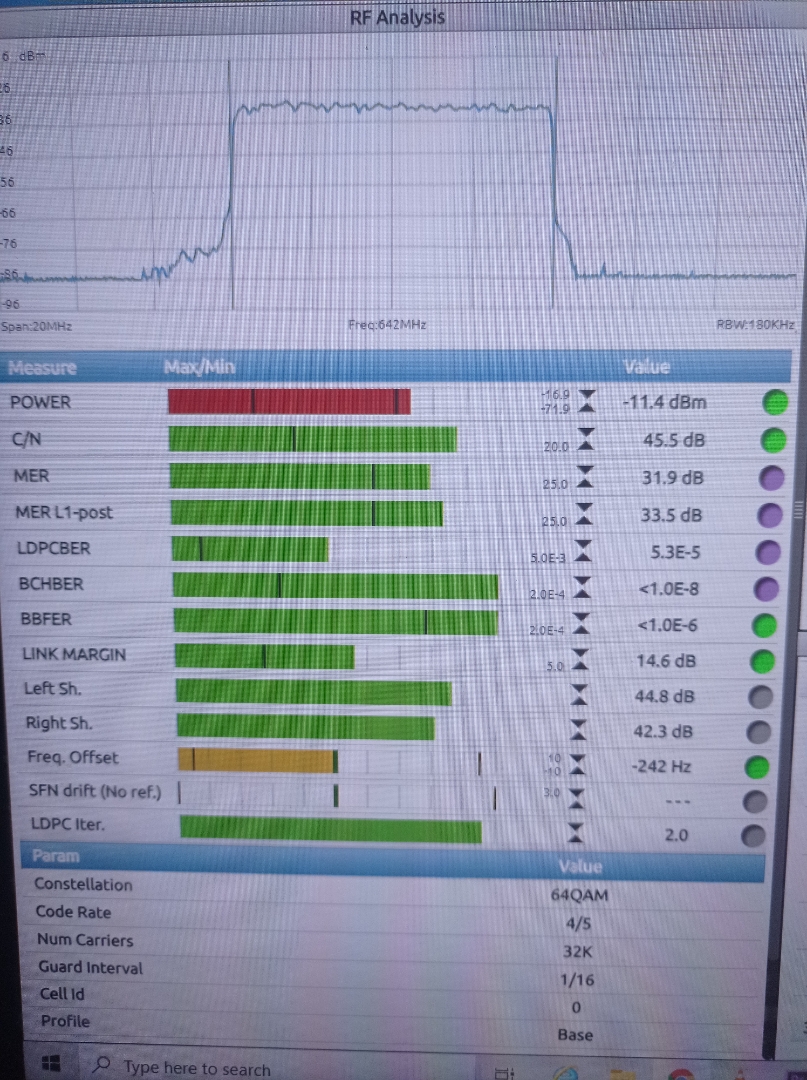 RF Analysis
6 dBm
26
36
46
-56
-66
-76
-86
-96
Span:20MHz Freq:642MHz RBW:180KHz
Measure Max/Min Value
POWER -16.9 -71.9 -11.4 dBm
C/N 20.0 45.5 dB
MER 25.0 31.9 dB
MER L1-post 25.0 33.5 dB
LDPCBER 5.0E-3 5.3E-5
BCHBER 2.0E-4 <1.0E-8
BBFER 2.0E-4 <1.0E-6
LINK MARGIN 5.0 14.6 dB
Left Sh. 44.8 dB
Right Sh. 42.3 dB
Freq. Offset 10 -10 -242 Hz
SFN drift (No ref.) 3.0 ---
LDPC Iter. 2.0
Param Value
Constellation 64QAM
Code Rate 4/5
Num Carriers 32K
Guard Interval 1/16
Cell Id 0
Profile Base
Type here to search